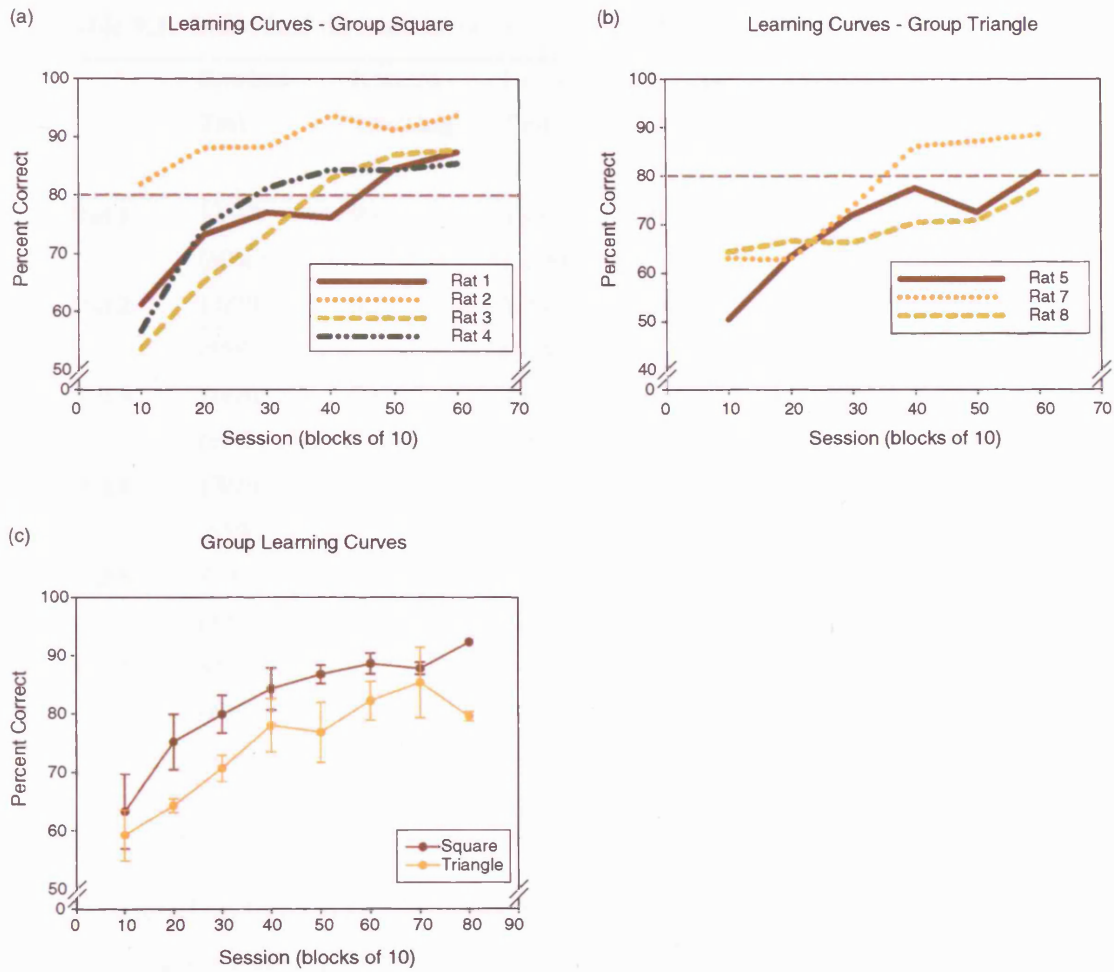 (a)
Learning Curves - Group Square
100
90
80
70
60
50
0
Percent Correct
Rat 1
Rat 2
Rat 3
Rat 4
0 10 20 30 40 50 60 70
Session (blocks of 10)
(b)
Learning Curves - Group Triangle
100
90
80
70
60
50
40
0
Percent Correct
Rat 5
Rat 7
Rat 8
0 10 20 30 40 50 60 70
Session (blocks of 10)
(c)
Group Learning Curves
100
90
80
70
60
50
0
Percent Correct
Square
Triangle
0 10 20 30 40 50 60 70 80 90
Session (blocks of 10)